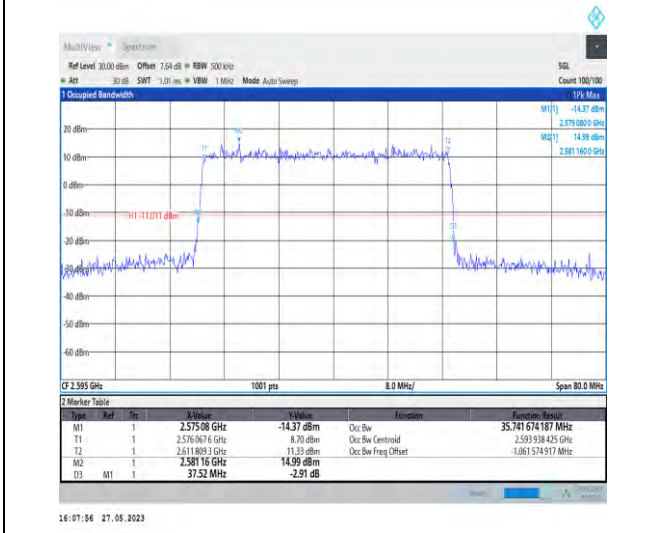 MultiView Spectrum
Ref Level 30.00 dBm Offset 7.64 dB RBW 500 kHz SGL
Att 30 dB SWT 1.01 ms VBW 1 MHz Mode Auto Sweep Count 100/100
1 Occupied Bandwidth 1Pk Max
M1[1] -14.37 dBm
2.575 080 0 GHz
20 dBm M2[1] 14.99 dBm
2.581 160 0 GHz
T1 M2 T2
10 dBm
0 dBm
-10 dBm H1 -11.011 dBm
M1
D3
-20 dBm
-30 dBm
-40 dBm
-50 dBm
-60 dBm
CF 2.595 GHz 1001 pts 8.0 MHz/ Span 80.0 MHz
2 Marker Table
Type Ref Trc X-Value Y-Value Function Function Result
M1 1 2.57508 GHz -14.37 dBm Occ Bw 35.741 674 187 MHz
T1 1 2.576 067 6 GHz 8.70 dBm Occ Bw Centroid 2.593 938 425 GHz
T2 1 2.611 809 3 GHz 11.33 dBm Occ Bw Freq Offset -1.061 574 917 MHz
M2 1 2.58116 GHz 14.99 dBm
D3 M1 1 37.52 MHz -2.91 dB
16:07:56 27.05.2023